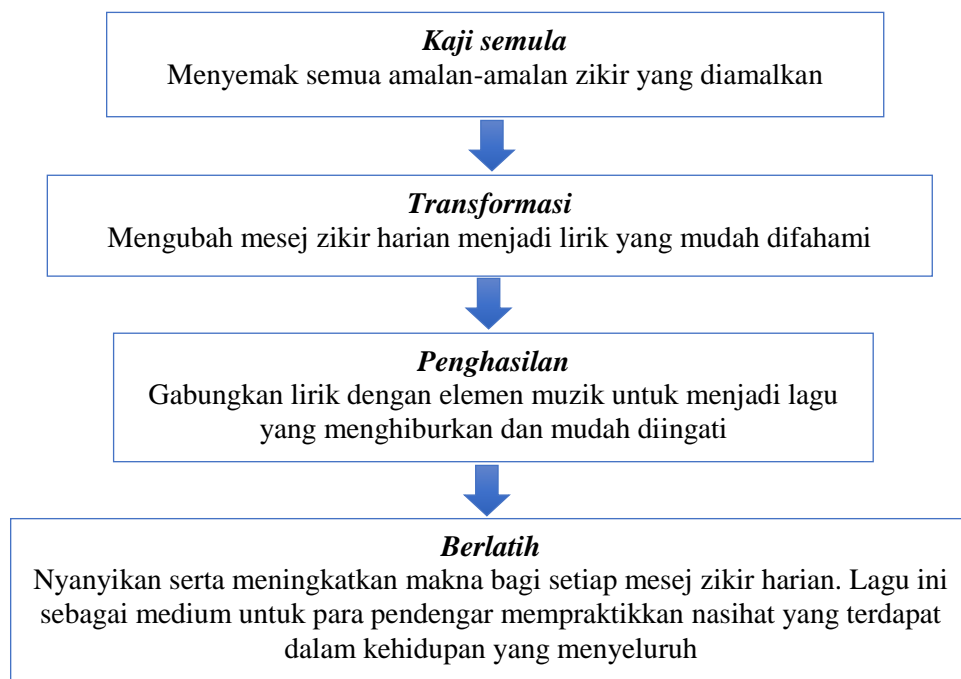 Kaji semula
Menyemak semua amalan-amalan zikir yang diamalkan
Transformasi
Mengubah mesej zikir harian menjadi lirik yang mudah difahami
Penghasilan
Gabungkan lirik dengan elemen muzik untuk menjadi lagu
yang menghiburkan dan mudah diingati
Berlatih
Nyanyikan serta meningkatkan makna bagi setiap mesej zikir harian. Lagu ini
sebagai medium untuk para pendengar mempraktikkan nasihat yang terdapat
dalam kehidupan yang menyeluruh